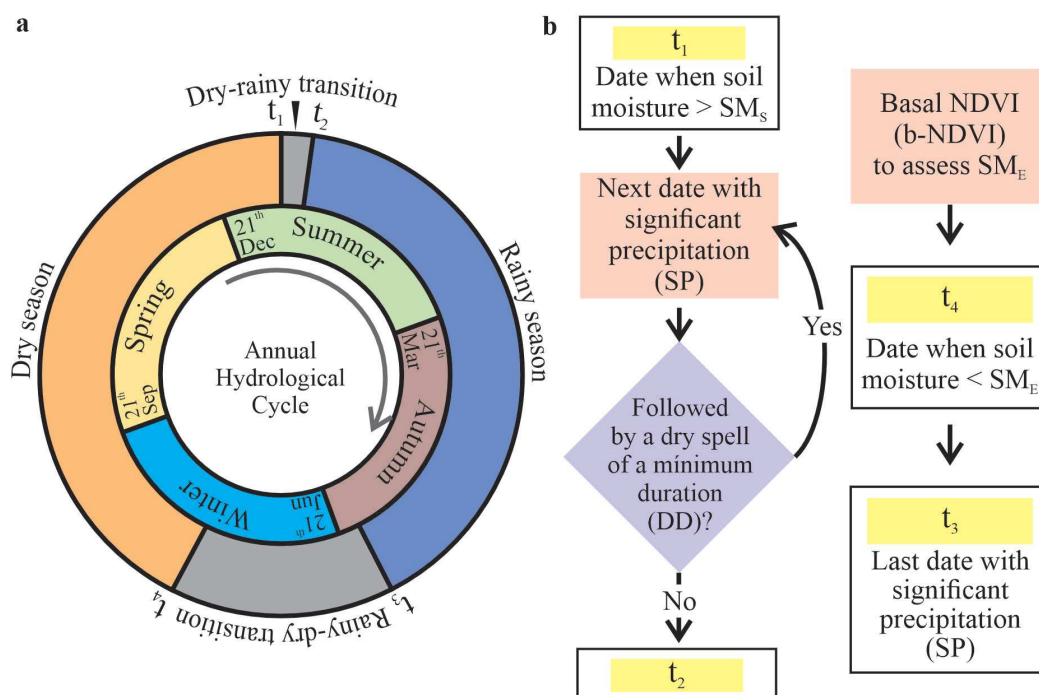 a
Dry-rainy transition
t1
t2
Dry season
Rainy season
21th
Dec
Summer
Spring
21th
Mar
Annual
Hydrological
Cycle
21th
Sep
Autumn
Winter
21th
Jun
t4
Rainy-dry transition
t3
b
t1
Date when soil
moisture > SMs
Next date with
significant
precipitation
(SP)
Yes
Followed
by a dry spell
of a mínimum
duration
(DD)?
No
t2
Basal NDVI
(b-NDVI)
to assess SME
t4
Date when soil
moisture < SME
t3
Last date with
significant
precipitation
(SP)